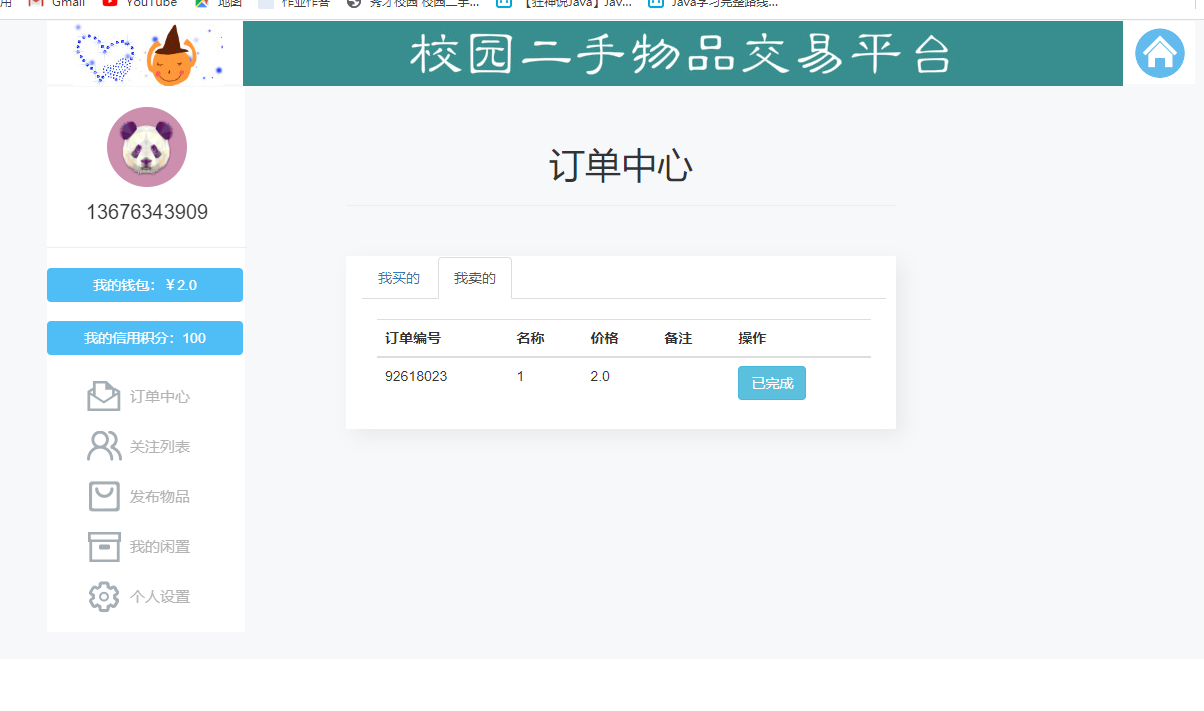 用 Gmail YouTube 地图 作业作答 秀才校园 校园二手... 【狂神说Java】Jav... Java学习完整路线...
校园二手物品交易平台
13676343909
我的钱包：￥2.0
我的信用积分：100
订单中心
关注列表
发布物品
我的闲置
个人设置
订单中心
我买的 我卖的
订单编号 名称 价格 备注 操作
92618023 1 2.0 已完成